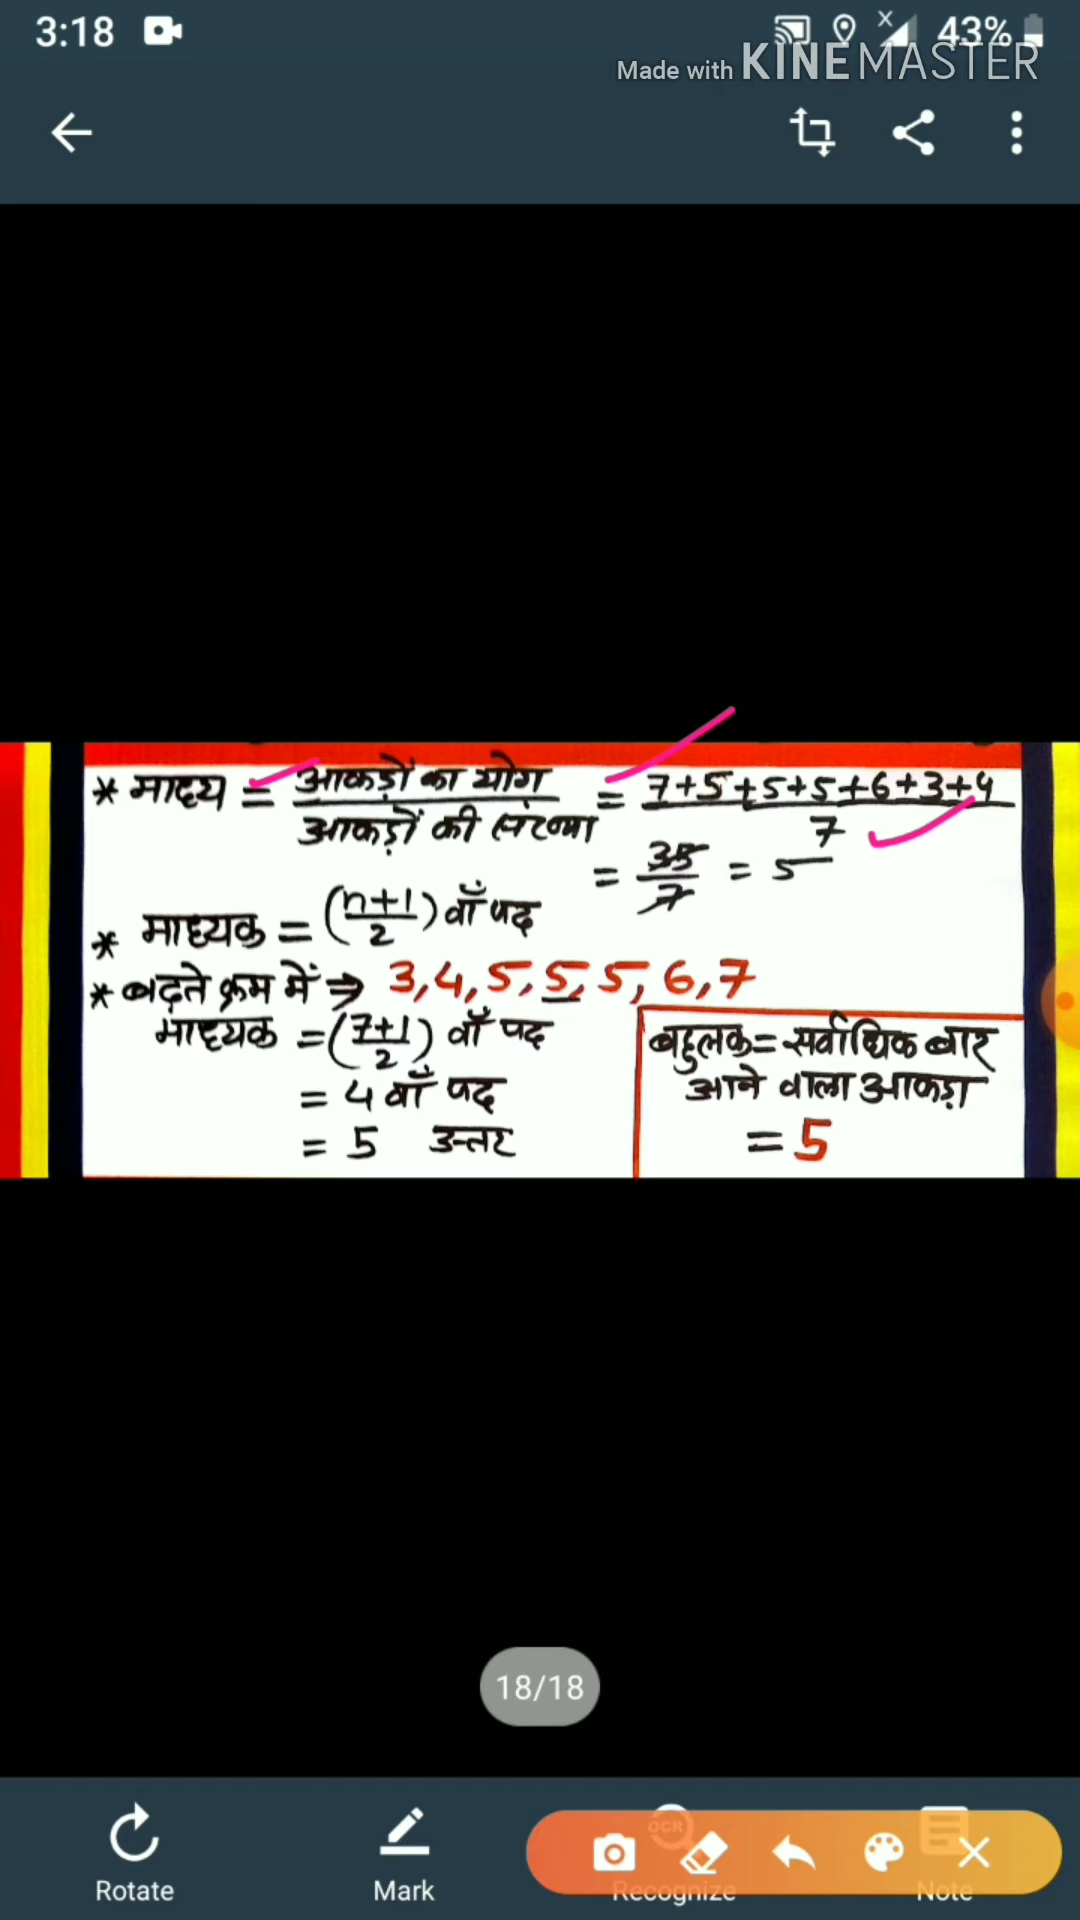 3:18 43%
Made with KINEMASTER
* माध्य = आकड़ों का योग / आकड़ों की संख्या = 7+5+5+5+6+3+4 / 7
= 35/7 = 5
* माध्यक = (n+1/2) वाँ पद
* बढ़ते क्रम में ⇒ 3,4,5,5,5,6,7
माध्यक = (7+1/2) वाँ पद
= 4 वाँ पद
= 5 उत्तर
बहुलक = सर्वाधिक बार
आने वाला आकड़ा
= 5
18/18
OCR
Rotate Mark Recognize Note